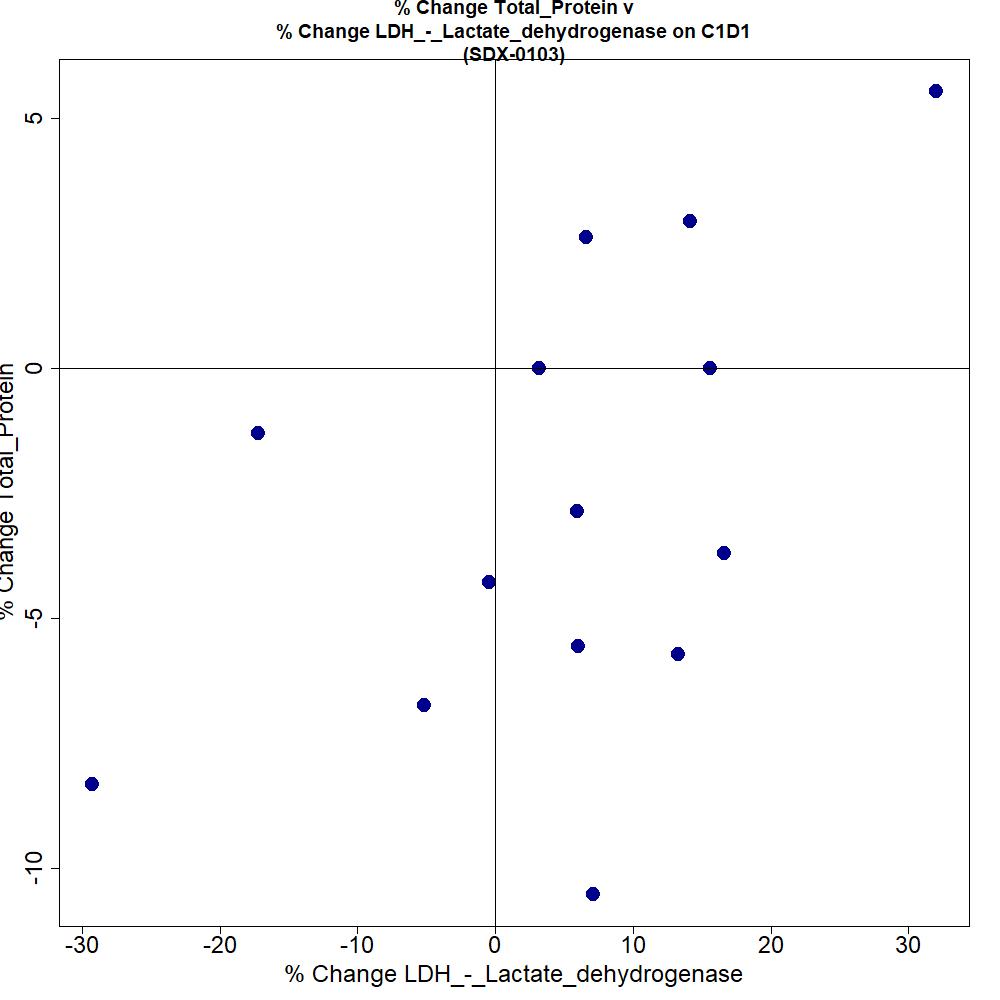 % Change Total_Protein v
% Change LDH_-_Lactate_dehydrogenase on C1D1
(SDX-0103)
% Change Total_Protein
5
0
-5
-10
-30 -20 -10 0 10 20 30
% Change LDH_-_Lactate_dehydrogenase